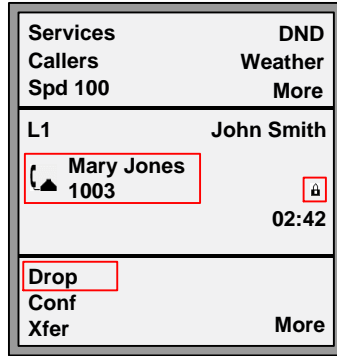 Services DND
Callers Weather
Spd 100 More
L1 John Smith
Mary Jones
1003
02:42
Drop
Conf
Xfer More